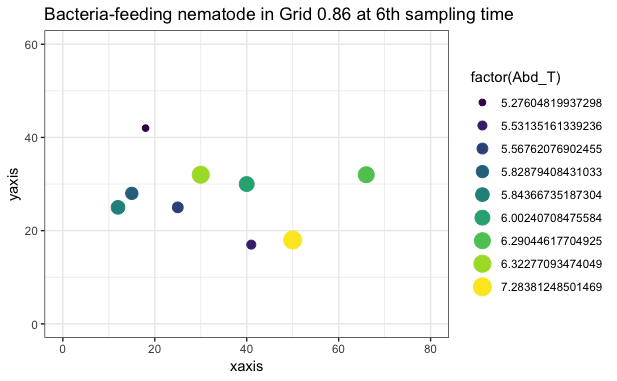 Bacteria-feeding nematode in Grid 0.86 at 6th sampling time
60
40
20
0
yaxis
0 20 40 60 80
xaxis
factor(Abd_T)
5.27604819937298
5.53135161339236
5.56762076902455
5.82879408431033
5.84366735187304
6.00240708475584
6.29044617704925
6.32277093474049
7.28381248501469